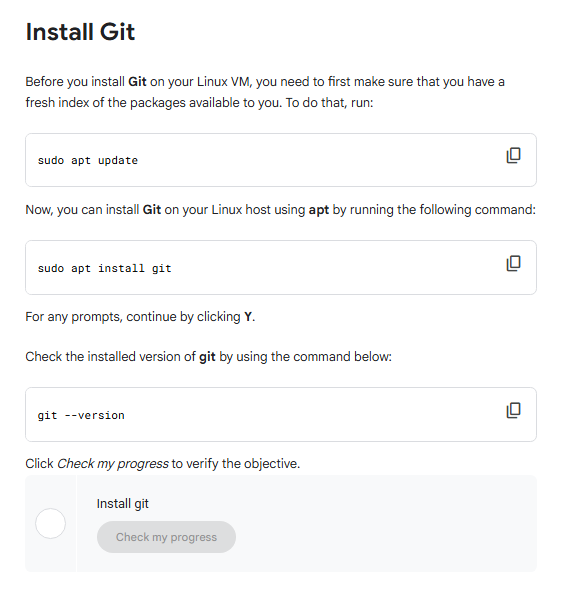 Install Git
Before you install Git on your Linux VM, you need to first make sure that you have a
fresh index of the packages available to you. To do that, run:
sudo apt update
Now, you can install Git on your Linux host using apt by running the following command:
sudo apt install git
For any prompts, continue by clicking Y.
Check the installed version of git by using the command below:
git --version
Click Check my progress to verify the objective.
Install git
Check my progress